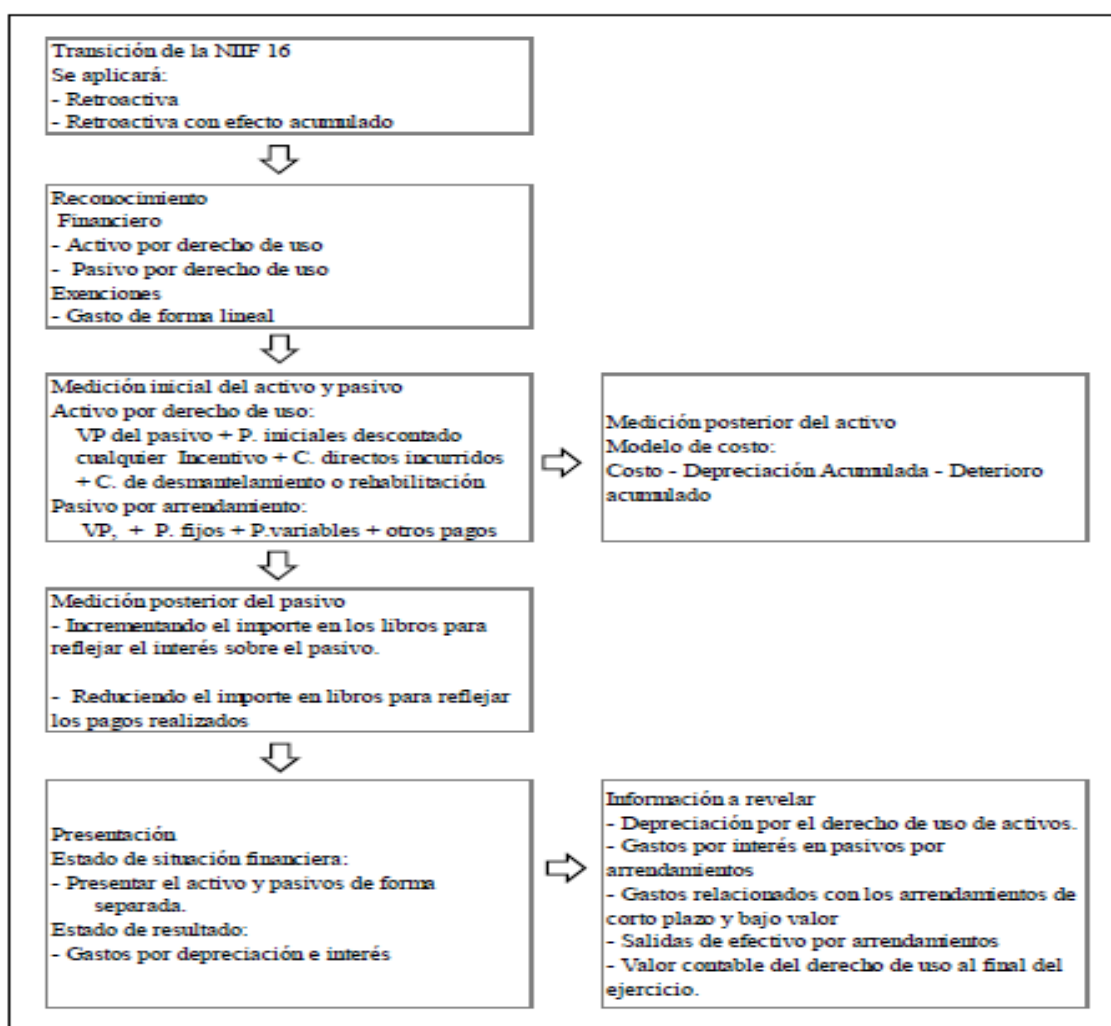 Transición de la NIIF 16
Se aplicará:
- Retroactiva
- Retroactiva con efecto acumulado
Reconocimiento
Financiero
- Activo por derecho de uso
- Pasivo por derecho de uso
Exenciones
- Gasto de forma lineal
Medición inicial del activo y pasivo
Activo por derecho de uso:
VP del pasivo + P. iniciales descontado
cualquier Incentivo + C. directos incurridos
+ C. de desmantelamiento o rehabilitación
Pasivo por arrendamiento:
VP, + P. fijos + P.variables + otros pagos
Medición posterior del activo
Modelo de costo:
Costo - Depreciación Acumulada - Deterioro
acumulado
Medición posterior del pasivo
- Incrementando el importe en los libros para
reflejar el interés sobre el pasivo.
- Reduciendo el importe en libros para reflejar
los pagos realizados
Presentación
Estado de situación financiera:
- Presentar el activo y pasivos de forma
separada.
Estado de resultado:
- Gastos por depreciación e interés
Información a revelar
- Depreciación por el derecho de uso de activos.
- Gastos por interés en pasivos por
arrendamientos
- Gastos relacionados con los arrendamientos de
corto plazo y bajo valor
- Salidas de efectivo por arrendamientos
- Valor contable del derecho de uso al final del
ejercicio.